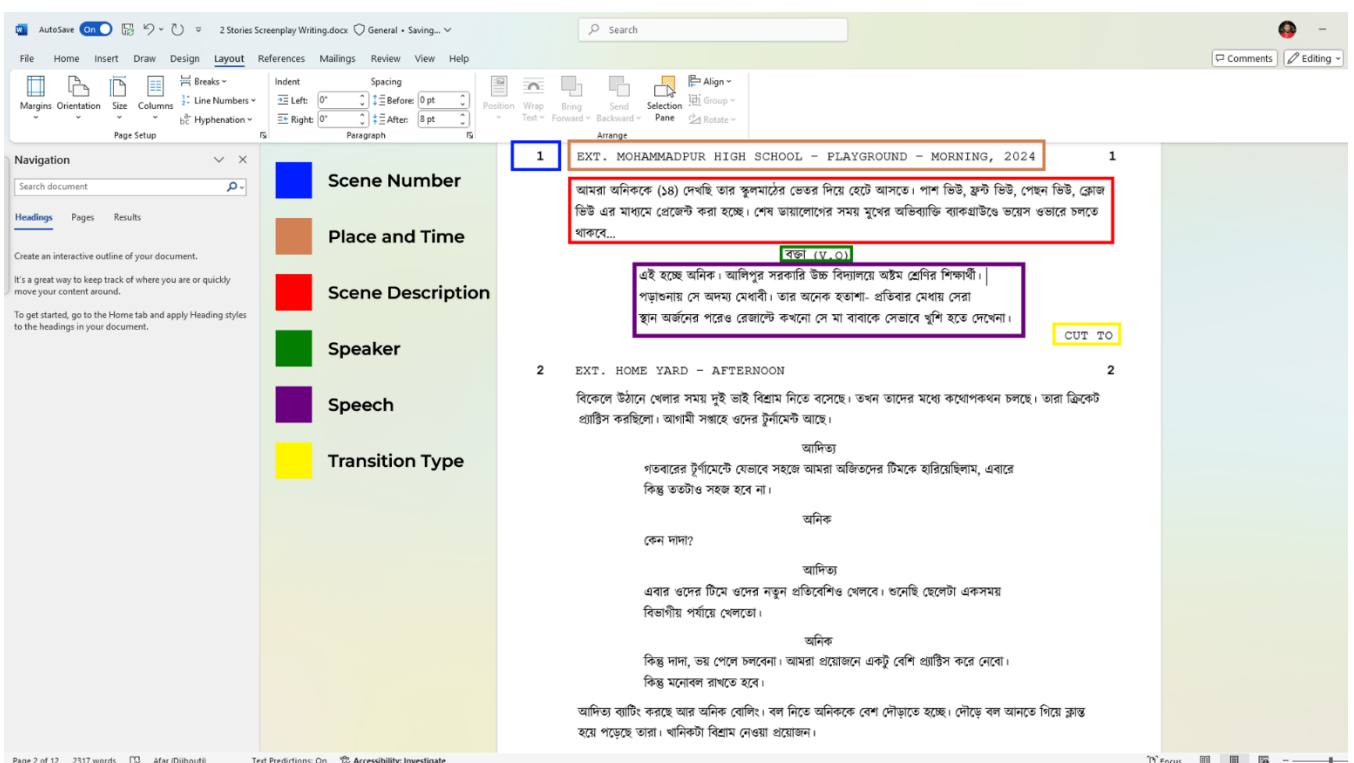 AutoSave On 2 Stories Screenplay Writing.docx General • Saving... Search
File Home Insert Draw Design Layout References Mailings Review View Help Comments Editing
Margins Orientation Size Columns Breaks Line Numbers Hyphenation
Page Setup
Indent Spacing
Left: 0" Before: 0 pt
Right: 0" After: 8 pt
Paragraph
Position Wrap Text Bring Forward Send Backward Selection Pane Align Group Rotate
Arrange
Navigation
Search document
Headings Pages Results
Create an interactive outline of your document.
It's a great way to keep track of where you are or quickly
move your content around.
To get started, go to the Home tab and apply Heading styles
to the headings in your document.
Scene Number
Place and Time
Scene Description
Speaker
Speech
Transition Type
1 EXT. MOHAMMADPUR HIGH SCHOOL - PLAYGROUND - MORNING, 2024 1
আমরা অনিককে (১৪) দেখছি তার স্কুলমাঠের ভেতর দিয়ে হেটে আসতে। পাশ ভিউ, ফ্রন্ট ভিউ, পেছন ভিউ, ক্লোজ
ভিউ এর মাধ্যমে প্রেজেন্ট করা হচ্ছে। শেষ ডায়ালোগের সময় মুখের অভিব্যাক্তি ব্যাকগ্রাউণ্ডে ভয়েস ওভারে চলতে
থাকবে...
বক্তা (V.O)
এই হচ্ছে অনিক। আলিপুর সরকারি উচ্চ বিদ্যালয়ে অষ্টম শ্রেণির শিক্ষার্থী।
পড়াশুনায় সে অদম্য মেধাবী। তার অনেক হতাশা- প্রতিবার মেধায় সেরা
স্থান অর্জনের পরেও রেজাল্টে কখনো সে মা বাবাকে সেভাবে খুশি হতে দেখেনা।
CUT TO
2 EXT. HOME YARD - AFTERNOON 2
বিকেলে উঠানে খেলার সময় দুই ভাই বিশ্রাম নিতে বসেছে। তখন তাদের মধ্যে কথোপকথন চলছে। তারা ক্রিকেট
প্র্যাক্টিস করছিলো। আগামী সপ্তাহে ওদের টুর্নামেন্ট আছে।
আদিত্য
গতবারের টুর্ণামেন্টে যেভাবে সহজে আমরা অজিতদের টিমকে হারিয়েছিলাম, এবারে
কিন্তু ততটাও সহজ হবে না।
অনিক
কেন দাদা?
আদিত্য
এবার ওদের টিমে ওদের নতুন প্রতিবেশিও খেলবে। শুনেছি ছেলেটা একসময়
বিভাগীয় পর্যায়ে খেলতো।
অনিক
কিন্তু দাদা, ভয় পেলে চলবেনা। আমরা প্রয়োজনে একটু বেশি প্র্যাক্টিস করে নেবো।
কিন্তু মনোবল রাখতে হবে।
আদিত্য ব্যাটিং করছে আর অনিক বোলিং। বল নিতে অনিককে বেশ দৌড়াতে হচ্ছে। দৌড়ে বল আনতে গিয়ে ক্লান্ত
হয়ে পড়েছে তারা। খানিকটা বিশ্রাম নেওয়া প্রয়োজন।
Page 2 of 12 2317 words Afar (Djibouti) Text Predictions: On Accessibility: Investigate Focus